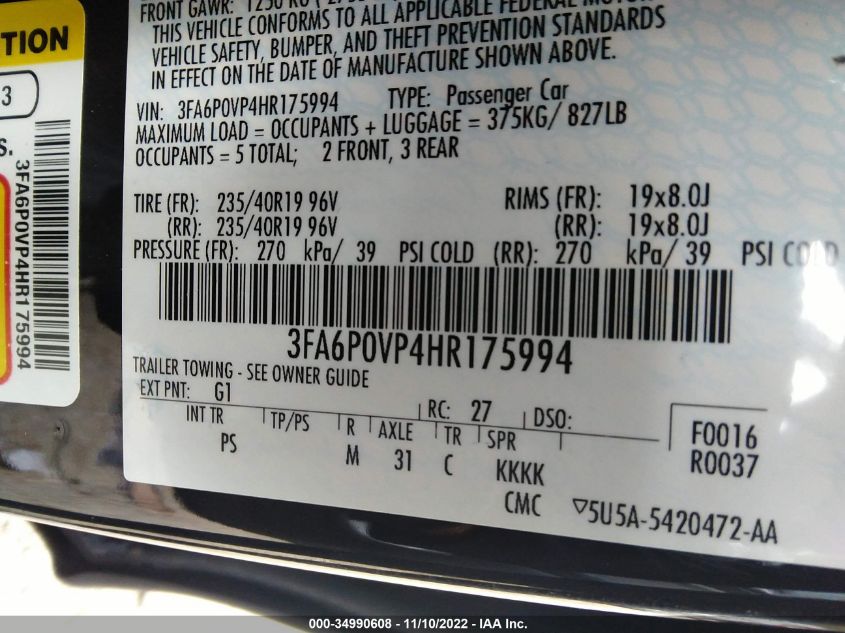 FRONT GAWR: 1250 KG
THIS VEHICLE CONFORMS TO ALL APPLICABLE FEDERAL MOTOR
VEHICLE SAFETY, BUMPER, AND THEFT PREVENTION STANDARDS
IN EFFECT ON THE DATE OF MANUFACTURE SHOWN ABOVE.
VIN: 3FA6P0VP4HR175994 TYPE: Passenger Car
MAXIMUM LOAD = OCCUPANTS + LUGGAGE = 375KG/ 827LB
OCCUPANTS = 5 TOTAL; 2 FRONT, 3 REAR
TIRE (FR): 235/40R19 96V RIMS (FR): 19x8.0J
(RR): 235/40R19 96V (RR): 19x8.0J
PRESSURE (FR): 270 kPa/ 39 PSI COLD (RR): 270 kPa/ 39 PSI COLD
3FA6P0VP4HR175994
TRAILER TOWING - SEE OWNER GUIDE
EXT PNT: G1 RC: 27 DSO:
INT TR TP/PS R AXLE TR SPR F0016
PS M 31 C KKKK R0037
CMC ▽5U5A-5420472-AA
TION
3
S.
3FA6P0VP4HR175994
000-34990608 - 11/10/2022 - IAA Inc.